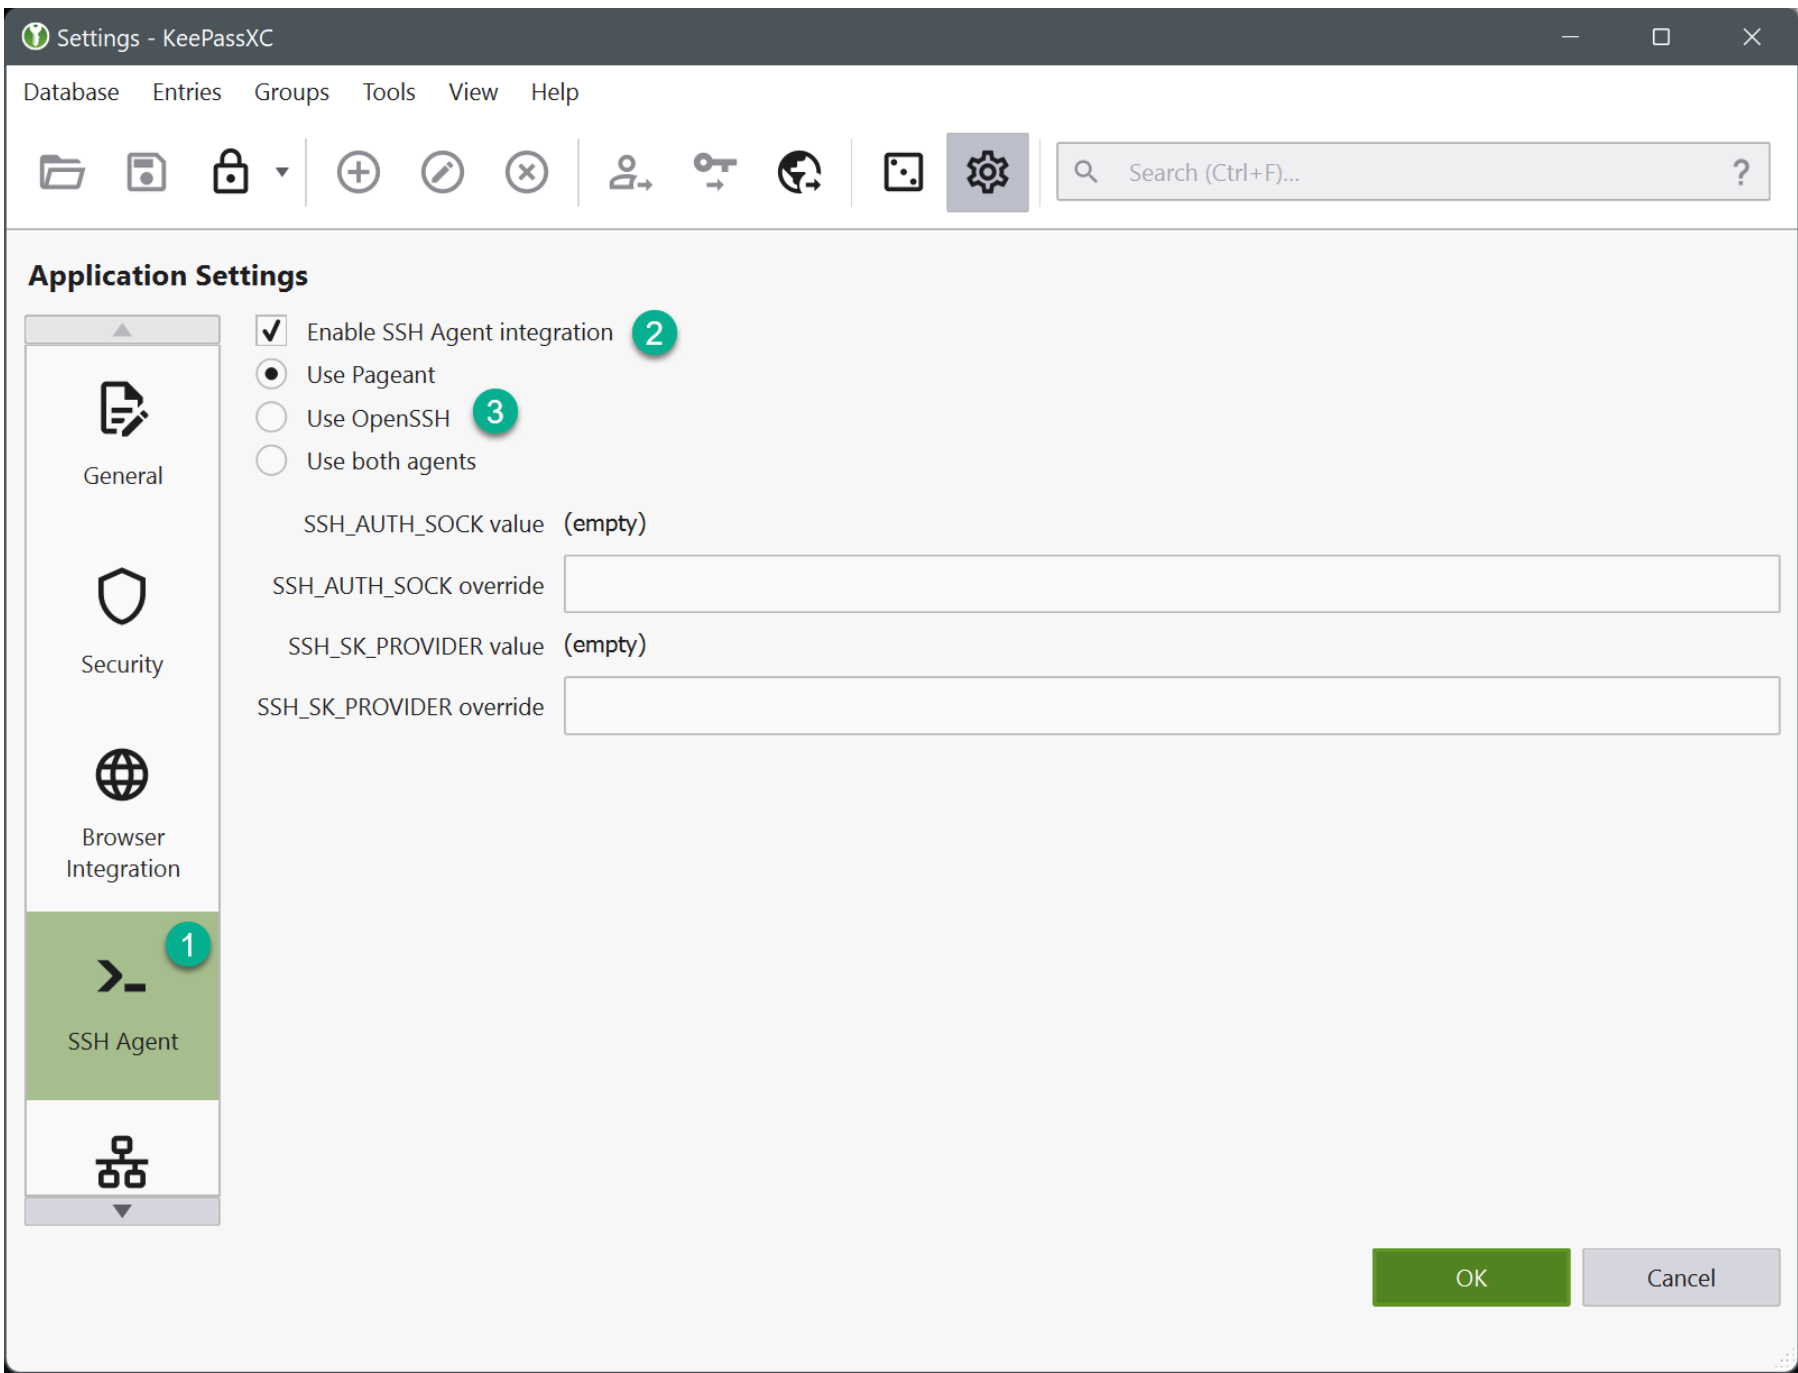 Settings - KeePassXC
Database Entries Groups Tools View Help
Search (Ctrl+F)... ?
Application Settings
Enable SSH Agent integration 2
Use Pageant
Use OpenSSH 3
Use both agents
SSH_AUTH_SOCK value (empty)
SSH_AUTH_SOCK override
SSH_SK_PROVIDER value (empty)
SSH_SK_PROVIDER override
General
Security
Browser
Integration
1
SSH Agent
OK Cancel